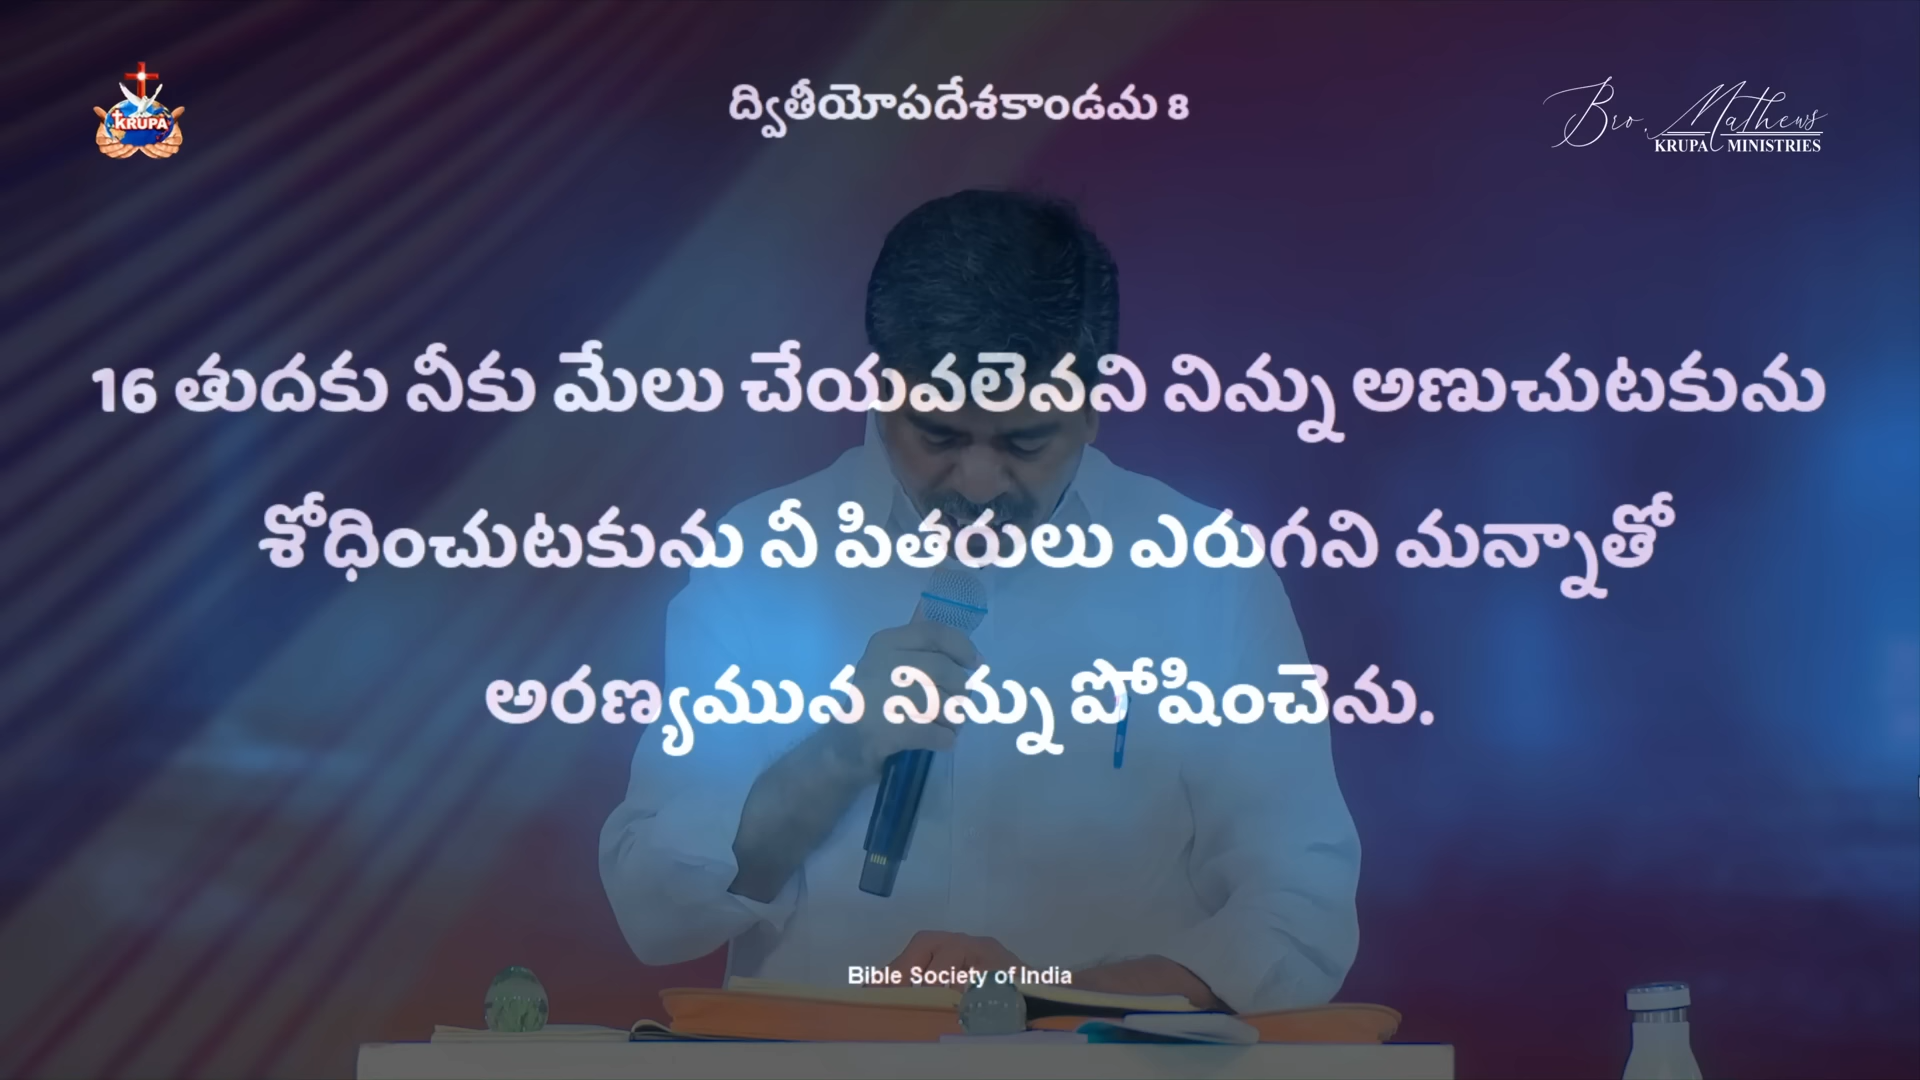 KRUPA
ద్వితీయోపదేశకాండమ 8
Bro. Mathews
KRUPA MINISTRIES
16 తుదకు నీకు మేలు చేయవలెనని నిన్ను అణుచుటకును
శోధించుటకును నీ పితరులు ఎరుగని మన్నాతో
అరణ్యమున నిన్ను పోషించెను.
Bible Society of India